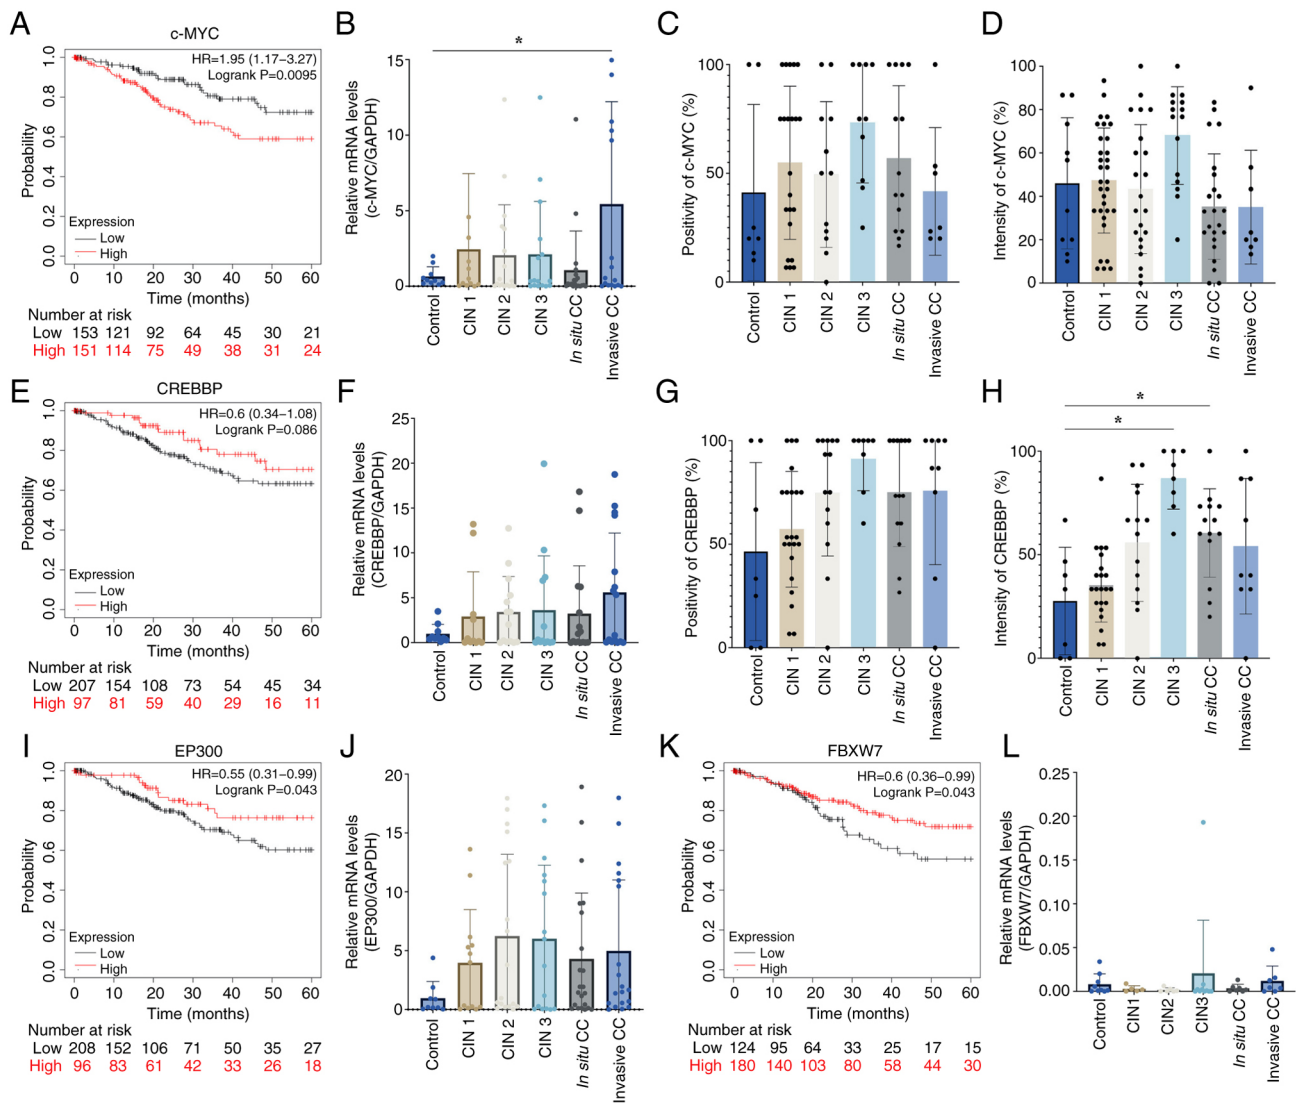 A
c-MYC
HR=1.95 (1.17–3.27)
Logrank P=0.0095
Probability
1.0
0.8
0.6
0.4
0.2
0.0
Expression
Low
High
0 10 20 30 40 50 60
Time (months)
Number at risk
Low 153 121 92 64 45 30 21
High 151 114 75 49 38 31 24
B
*
Relative mRNA levels
(c-MYC/GAPDH)
15
10
5
0
Control
CIN 1
CIN 2
CIN 3
In situ CC
Invasive CC
C
Positivity of c-MYC (%)
100
50
0
Control
CIN 1
CIN 2
CIN 3
In situ CC
Invasive CC
D
Intensity of c-MYC (%)
100
80
60
40
20
0
Control
CIN 1
CIN 2
CIN 3
In situ CC
Invasive CC
E
CREBBP
HR=0.6 (0.34–1.08)
Logrank P=0.086
Probability
1.0
0.8
0.6
0.4
0.2
0.0
Expression
Low
High
0 10 20 30 40 50 60
Time (months)
Number at risk
Low 207 154 108 73 54 45 34
High 97 81 59 40 29 16 11
F
Relative mRNA levels
(CREBBP/GAPDH)
25
20
15
10
5
0
Control
CIN 1
CIN 2
CIN 3
In situ CC
Invasive CC
G
Positivity of CREBBP (%)
100
50
0
Control
CIN 1
CIN 2
CIN 3
In situ CC
Invasive CC
H
*
*
Intensity of CREBBP (%)
100
50
0
Control
CIN 1
CIN 2
CIN 3
In situ CC
Invasive CC
I
EP300
HR=0.55 (0.31–0.99)
Logrank P=0.043
Probability
1.0
0.8
0.6
0.4
0.2
0.0
Expression
Low
High
0 10 20 30 40 50 60
Time (months)
Number at risk
Low 208 152 106 71 50 35 27
High 96 83 61 42 33 26 18
J
Relative mRNA levels
(EP300/GAPDH)
20
15
10
5
0
Control
CIN 1
CIN 2
CIN 3
In situ CC
Invasive CC
K
FBXW7
HR=0.6 (0.36–0.99)
Logrank P=0.043
Probability
1.0
0.8
0.6
0.4
0.2
0.0
Expression
Low
High
0 10 20 30 40 50 60
Time (months)
Number at risk
Low 124 95 64 33 25 17 15
High 180 140 103 80 58 44 30
L
Relative mRNA levels
(FBXW7/GAPDH)
0.25
0.20
0.15
0.10
0.05
0.00
Control
CIN1
CIN2
CIN3
In situ CC
Invasive CC